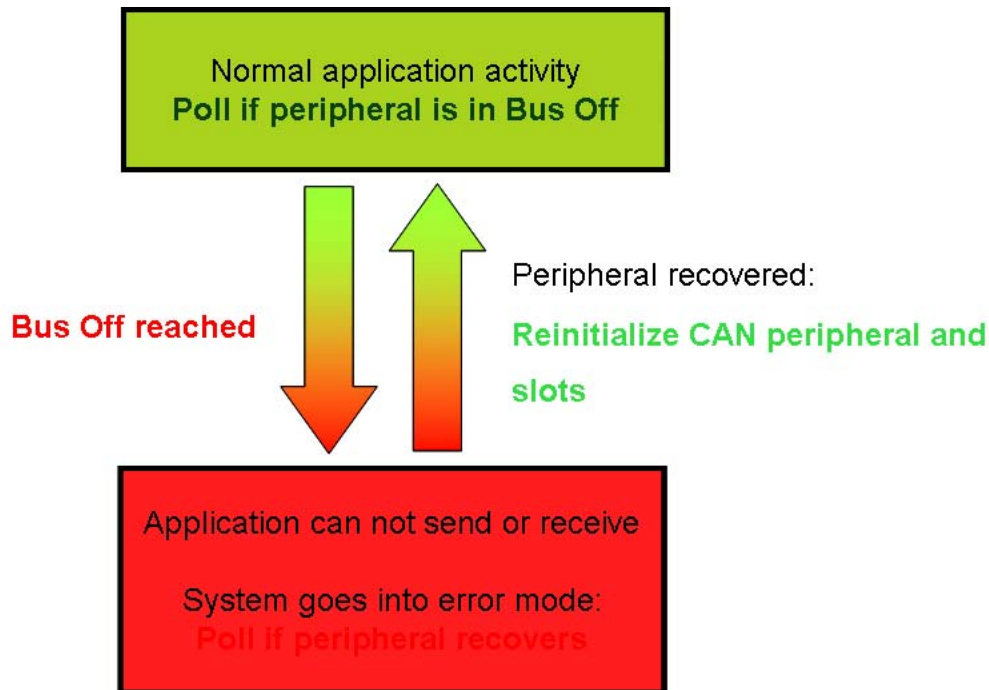 Normal application activity
Poll if peripheral is in Bus Off
Bus Off reached
Peripheral recovered:
Reinitialize CAN peripheral and
slots
Application can not send or receive
System goes into error mode:
Poll if peripheral recovers